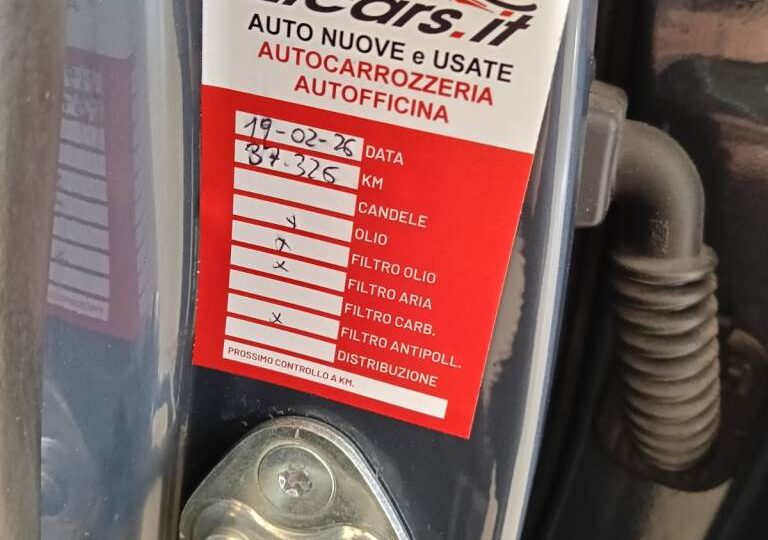 AUTO NUOVE e USATE
AUTOCARROZZERIA
AUTOFFICINA
19-02-26 DATA
37.326 KM
CANDELE
x OLIO
x FILTRO OLIO
x FILTRO ARIA
FILTRO CARB.
x FILTRO ANTIPOLL.
DISTRIBUZIONE
PROSSIMO CONTROLLO A KM.